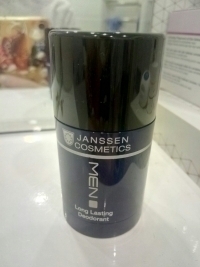 JANSSEN
COSMETICS
MEN
Long Lasting
Deodorant